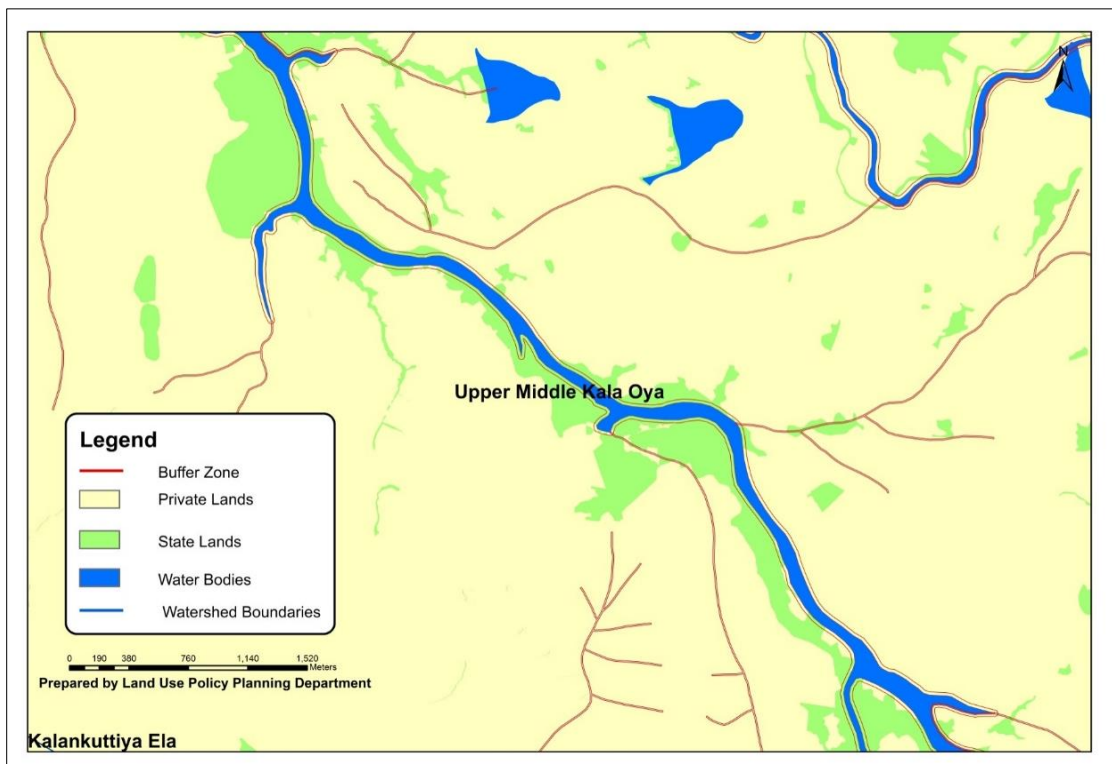 N
Upper Middle Kala Oya
Legend
Buffer Zone
Private Lands
State Lands
Water Bodies
Watershed Boundaries
0 190 380 760 1,140 1,520
Meters
Prepared by Land Use Policy Planning Department
Kalankuttiya Ela